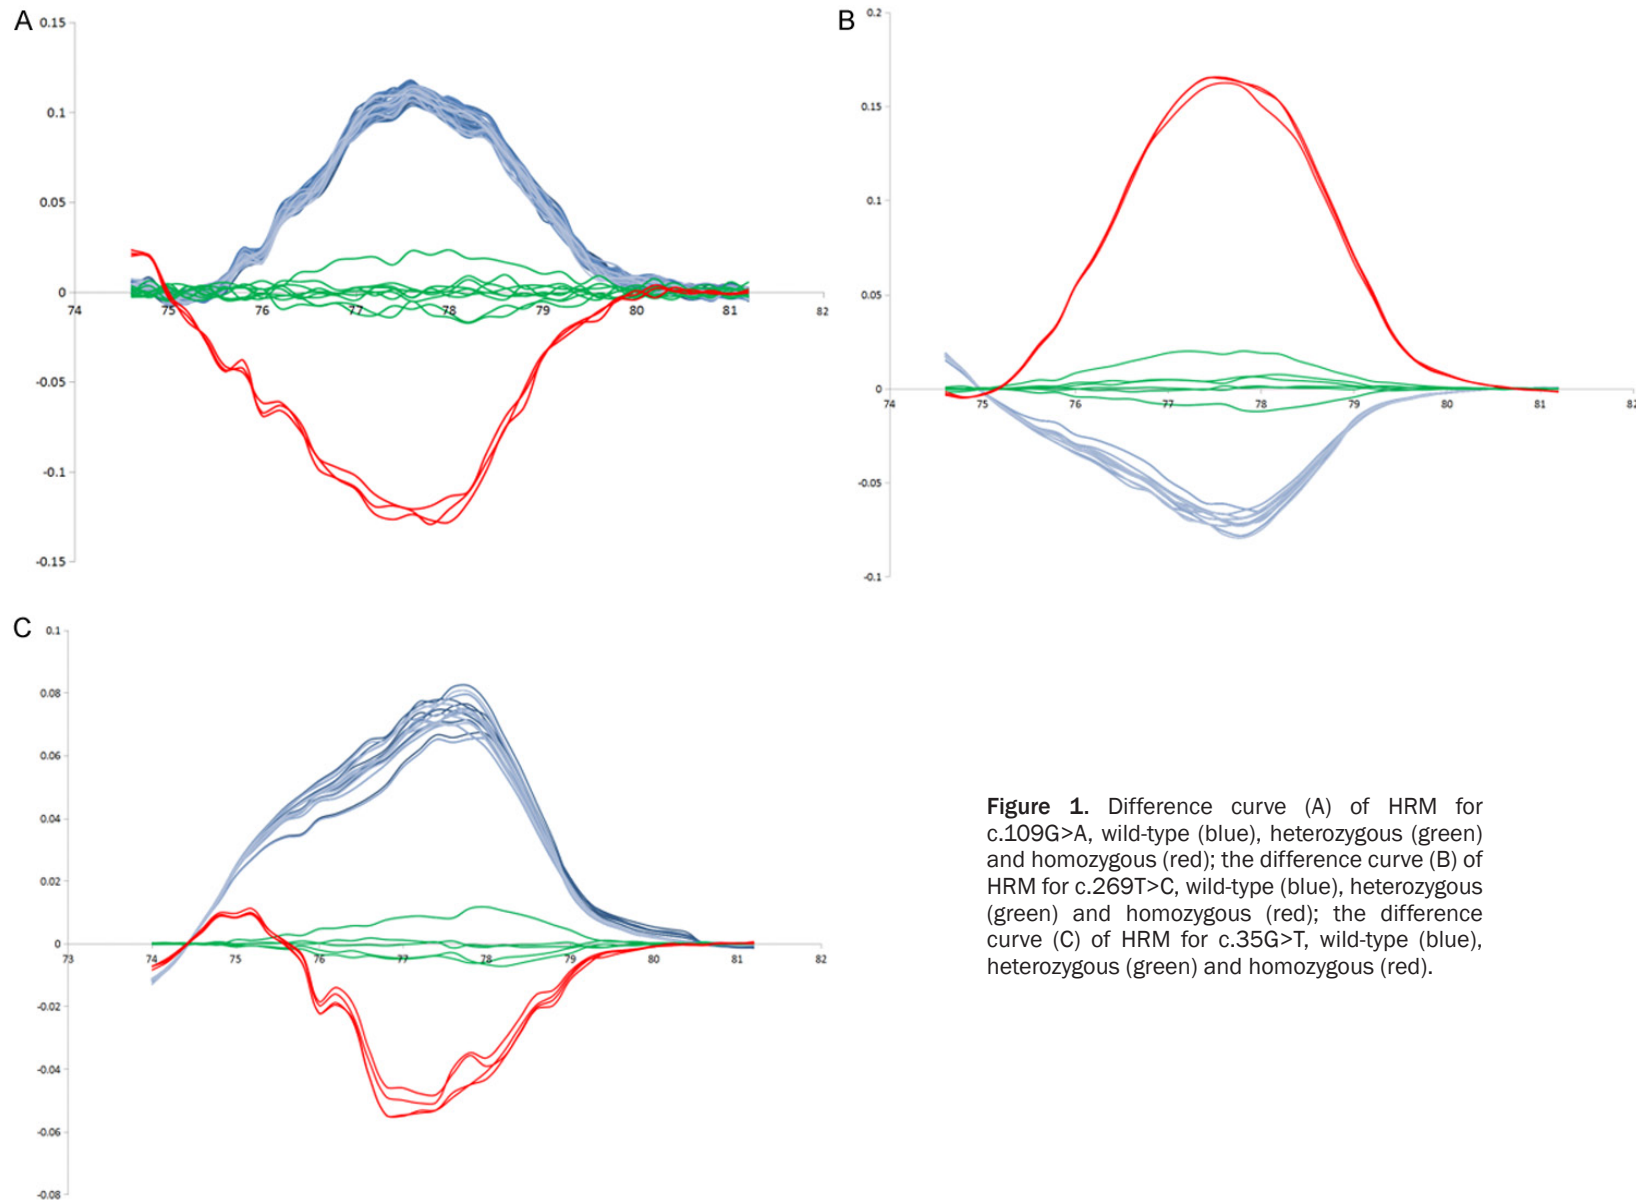 A
0.15
0.1
0.05
0
-0.05
-0.1
-0.15
74 75 76 77 78 79 80 81 82
B
0.2
0.15
0.1
0.05
0
-0.05
-0.1
74 75 76 77 78 79 80 81 82
C
0.1
0.08
0.06
0.04
0.02
0
-0.02
-0.04
-0.06
-0.08
73 74 75 76 77 78 79 80 81 82
Figure 1. Difference curve (A) of HRM for
c.109G>A, wild-type (blue), heterozygous (green)
and homozygous (red); the difference curve (B) of
HRM for c.269T>C, wild-type (blue), heterozygous
(green) and homozygous (red); the difference
curve (C) of HRM for c.35G>T, wild-type (blue),
heterozygous (green) and homozygous (red).